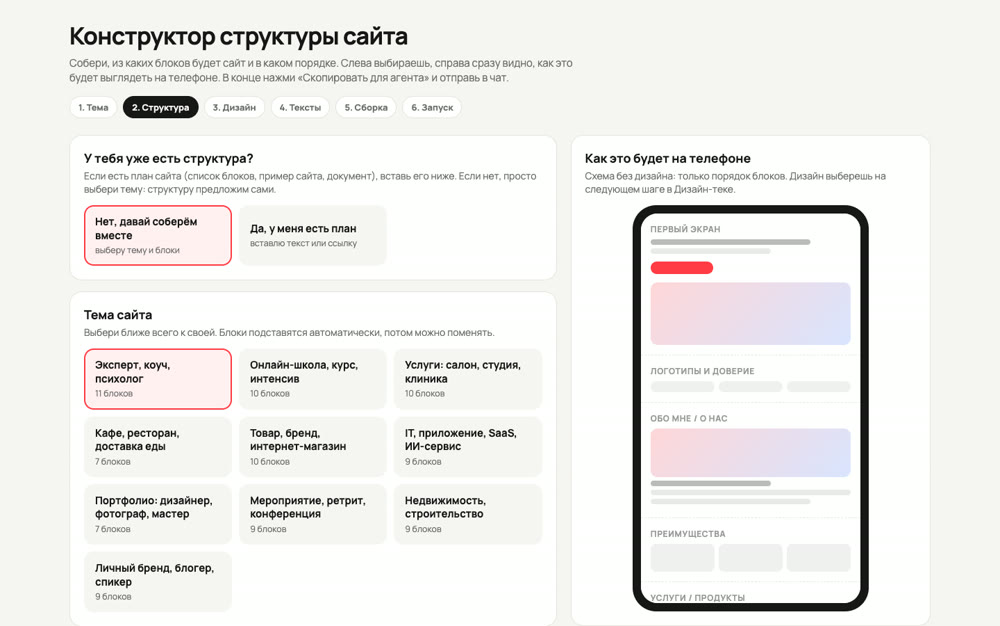 Конструктор структуры сайта
Собери, из каких блоков будет сайт и в каком порядке. Слева выбираешь, справа сразу видно, как это
будет выглядеть на телефоне. В конце нажми «Скопировать для агента» и отправь в чат.
1. Тема
2. Структура
3. Дизайн
4. Тексты
5. Сборка
6. Запуск
У тебя уже есть структура?
Если есть план сайта (список блоков, пример сайта, документ), вставь его ниже. Если нет, просто
выбери тему: структуру предложим сами.
Нет, давай соберём
вместе
выберу тему и блоки
Да, у меня есть план
вставлю текст или ссылку
Тема сайта
Выбери ближе всего к своей. Блоки подставятся автоматически, потом можно поменять.
Эксперт, коуч,
психолог
11 блоков
Онлайн-школа, курс,
интенсив
10 блоков
Услуги: салон, студия,
клиника
10 блоков
Кафе, ресторан,
доставка еды
7 блоков
Товар, бренд,
интернет-магазин
10 блоков
IT, приложение, SaaS,
ИИ-сервис
9 блоков
Портфолио: дизайнер,
фотограф, мастер
7 блоков
Мероприятие, ретрит,
конференция
9 блоков
Недвижимость,
строительство
9 блоков
Личный бренд, блогер,
спикер
9 блоков
Как это будет на телефоне
Схема без дизайна: только порядок блоков. Дизайн выберешь на
следующем шаге в Дизайн-теке.
ПЕРВЫЙ ЭКРАН
ЛОГОТИПЫ И ДОВЕРИЕ
ОБО МНЕ / О НАС
ПРЕИМУЩЕСТВА
УСЛУГИ / ПРОДУКТЫ